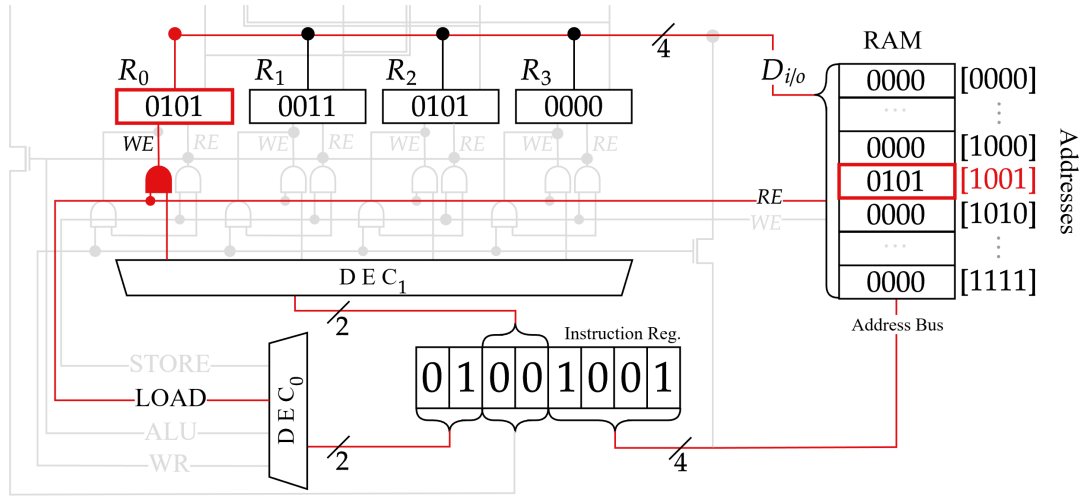 RAM
4
D i/o
R0 R1 R2 R3
0101 0011 0101 0000
WE RE WE RE WE RE WE RE
0000 [0000]
... ⋮
0000 [1000]
0101 [1001]
0000 [1010]
... ⋮
0000 [1111]
Addresses
RE
WE
DEC1
2
Address Bus
Instruction Reg.
0 1 0 0 1 0 0 1
STORE
LOAD
ALU
WR
DEC0
2
4